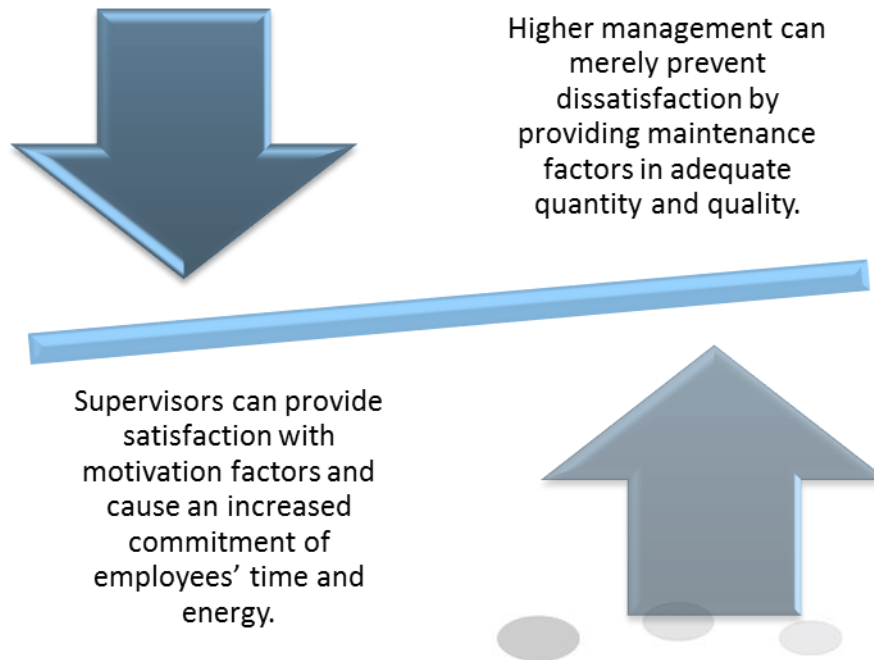 Higher management can
merely prevent
dissatisfaction by
providing maintenance
factors in adequate
quantity and quality.
Supervisors can provide
satisfaction with
motivation factors and
cause an increased
commitment of
employees’ time and
energy.